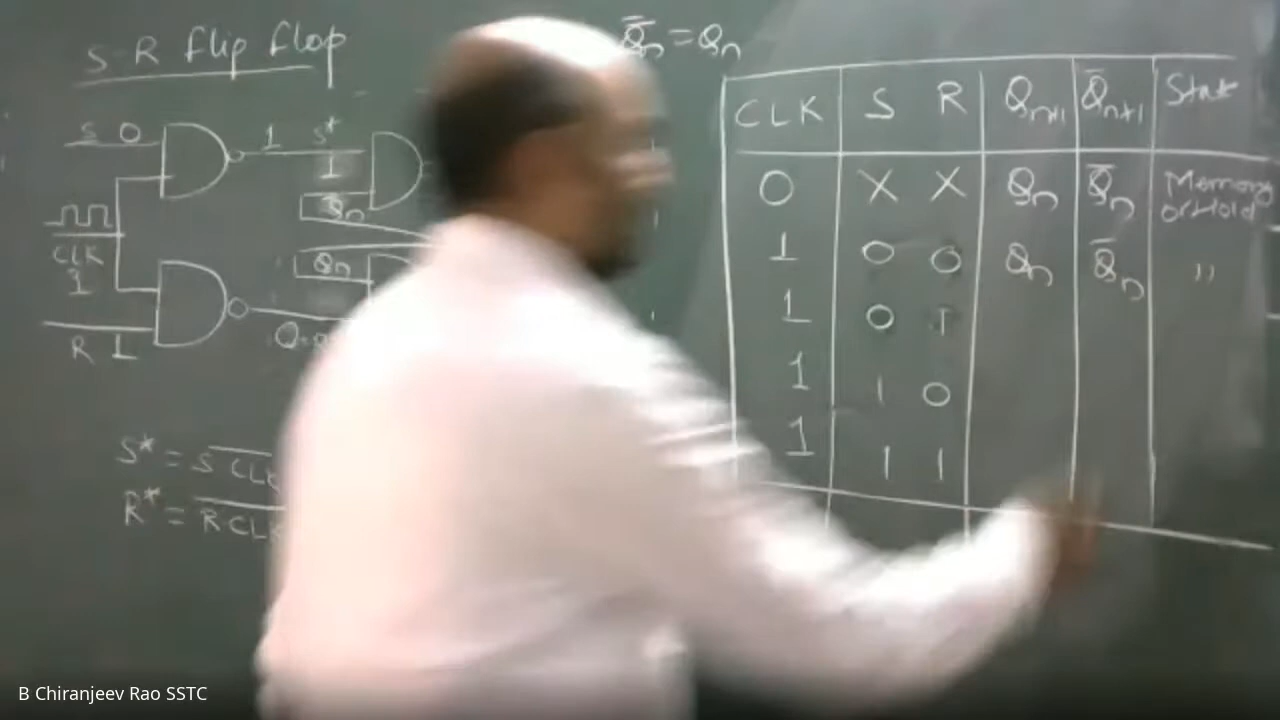 S-R flip flop
Q̅n = Qn
S 0
1 S*
1
Q̅n
CLK
1
Qn
R 1
S* = S CLK
R* = R CLK
CLK S R Qn+1 Q̅n+1 State
0 X X Qn Q̅n Memory or Hold
1 0 0 Qn Q̅n "
1 0 1
1 1 0
1 1 1
B Chiranjeev Rao SSTC